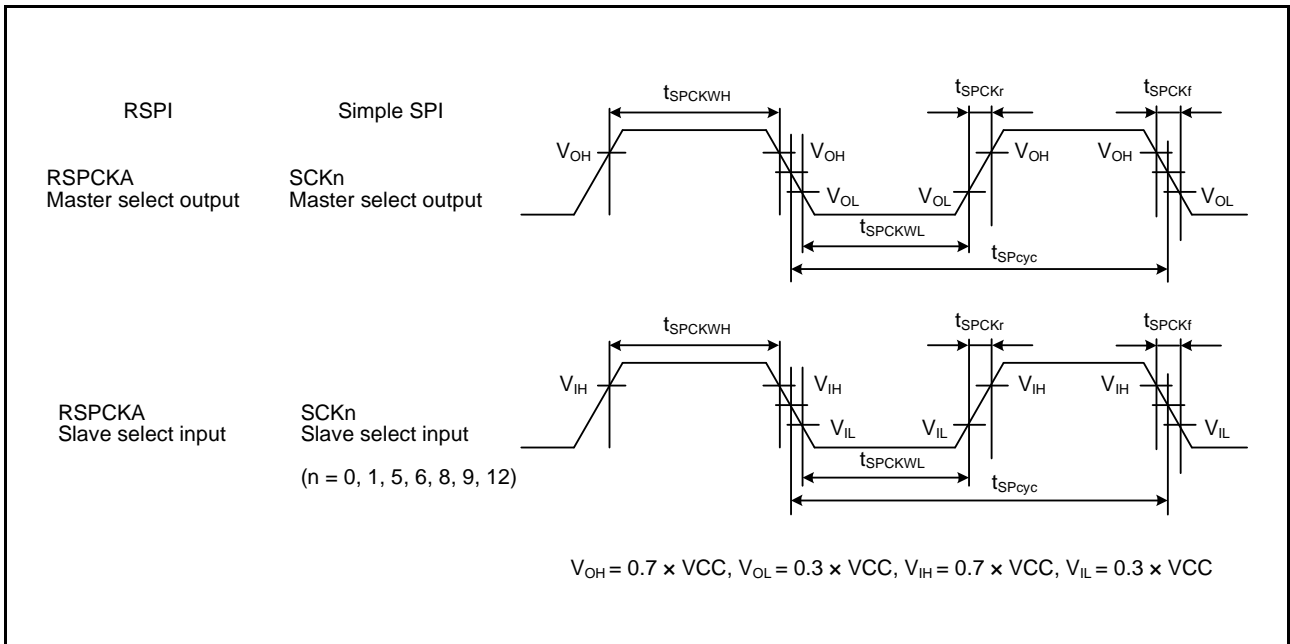 RSPI
Simple SPI
tSPCKWH
tSPCKr
tSPCKf
VOH
VOH
VOH
VOH
RSPCKA
Master select output
SCKn
Master select output
VOL
VOL
VOL
tSPCKWL
tSPcyc
tSPCKWH
tSPCKr
tSPCKf
VIH
VIH
VIH
VIH
RSPCKA
Slave select input
SCKn
Slave select input
(n = 0, 1, 5, 6, 8, 9, 12)
VIL
VIL
VIL
tSPCKWL
tSPcyc
VOH = 0.7 × VCC, VOL = 0.3 × VCC, VIH = 0.7 × VCC, VIL = 0.3 × VCC